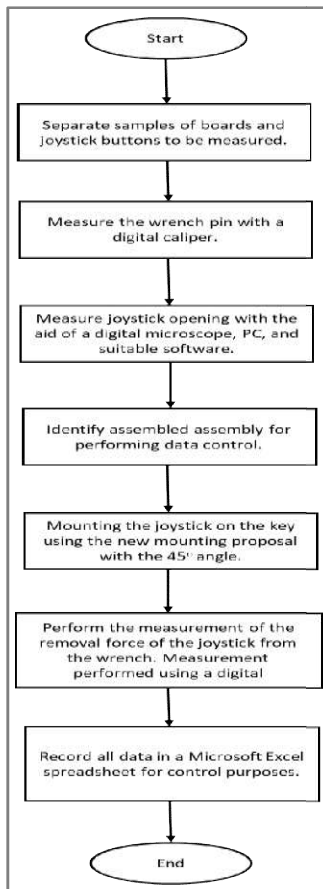 Start
Separate samples of boards and
joystick buttons to be measured.
Measure the wrench pin with a
digital caliper.
Measure joystick opening with the
aid of a digital microscope, PC, and
suitable software.
Identify assembled assembly for
performing data control.
Mounting the joystick on the key
using the new mounting proposal
with the 45° angle.
Perform the measurement of the
removal force of the joystick from
the wrench. Measurement
performed using a digital
Record all data in a Microsoft Excel
spreadsheet for control purposes.
End